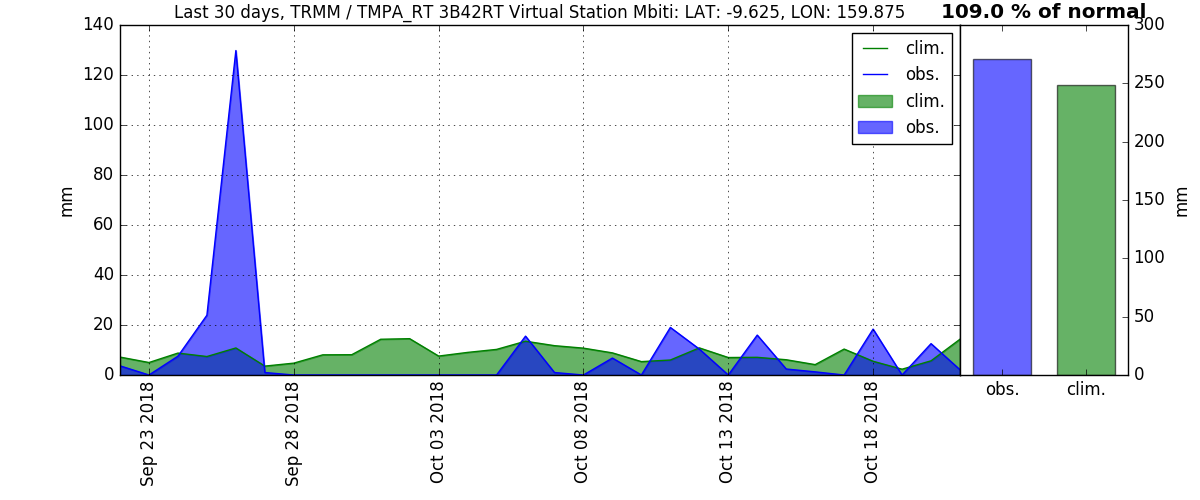 Last 30 days, TRMM / TMPA_RT 3B42RT Virtual Station Mbiti: LAT: -9.625, LON: 159.875
109.0 % of normal
140
120
100
80
60
40
20
0
mm
clim.
obs.
clim.
obs.
Sep 23 2018
Sep 28 2018
Oct 03 2018
Oct 08 2018
Oct 13 2018
Oct 18 2018
300
250
200
150
100
50
0
mm
obs.
clim.